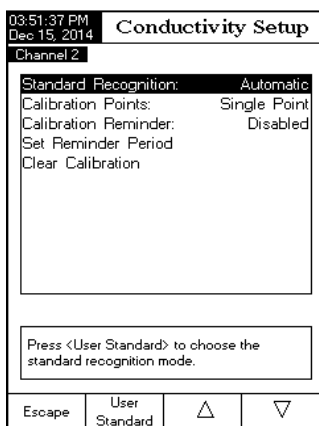 03:51:37 PM
Dec 15, 2014
Conductivity Setup
Channel 2
Standard Recognition: Automatic
Calibration Points: Single Point
Calibration Reminder: Disabled
Set Reminder Period
Clear Calibration
Press <User Standard> to choose the
standard recognition mode.
Escape
User
Standard